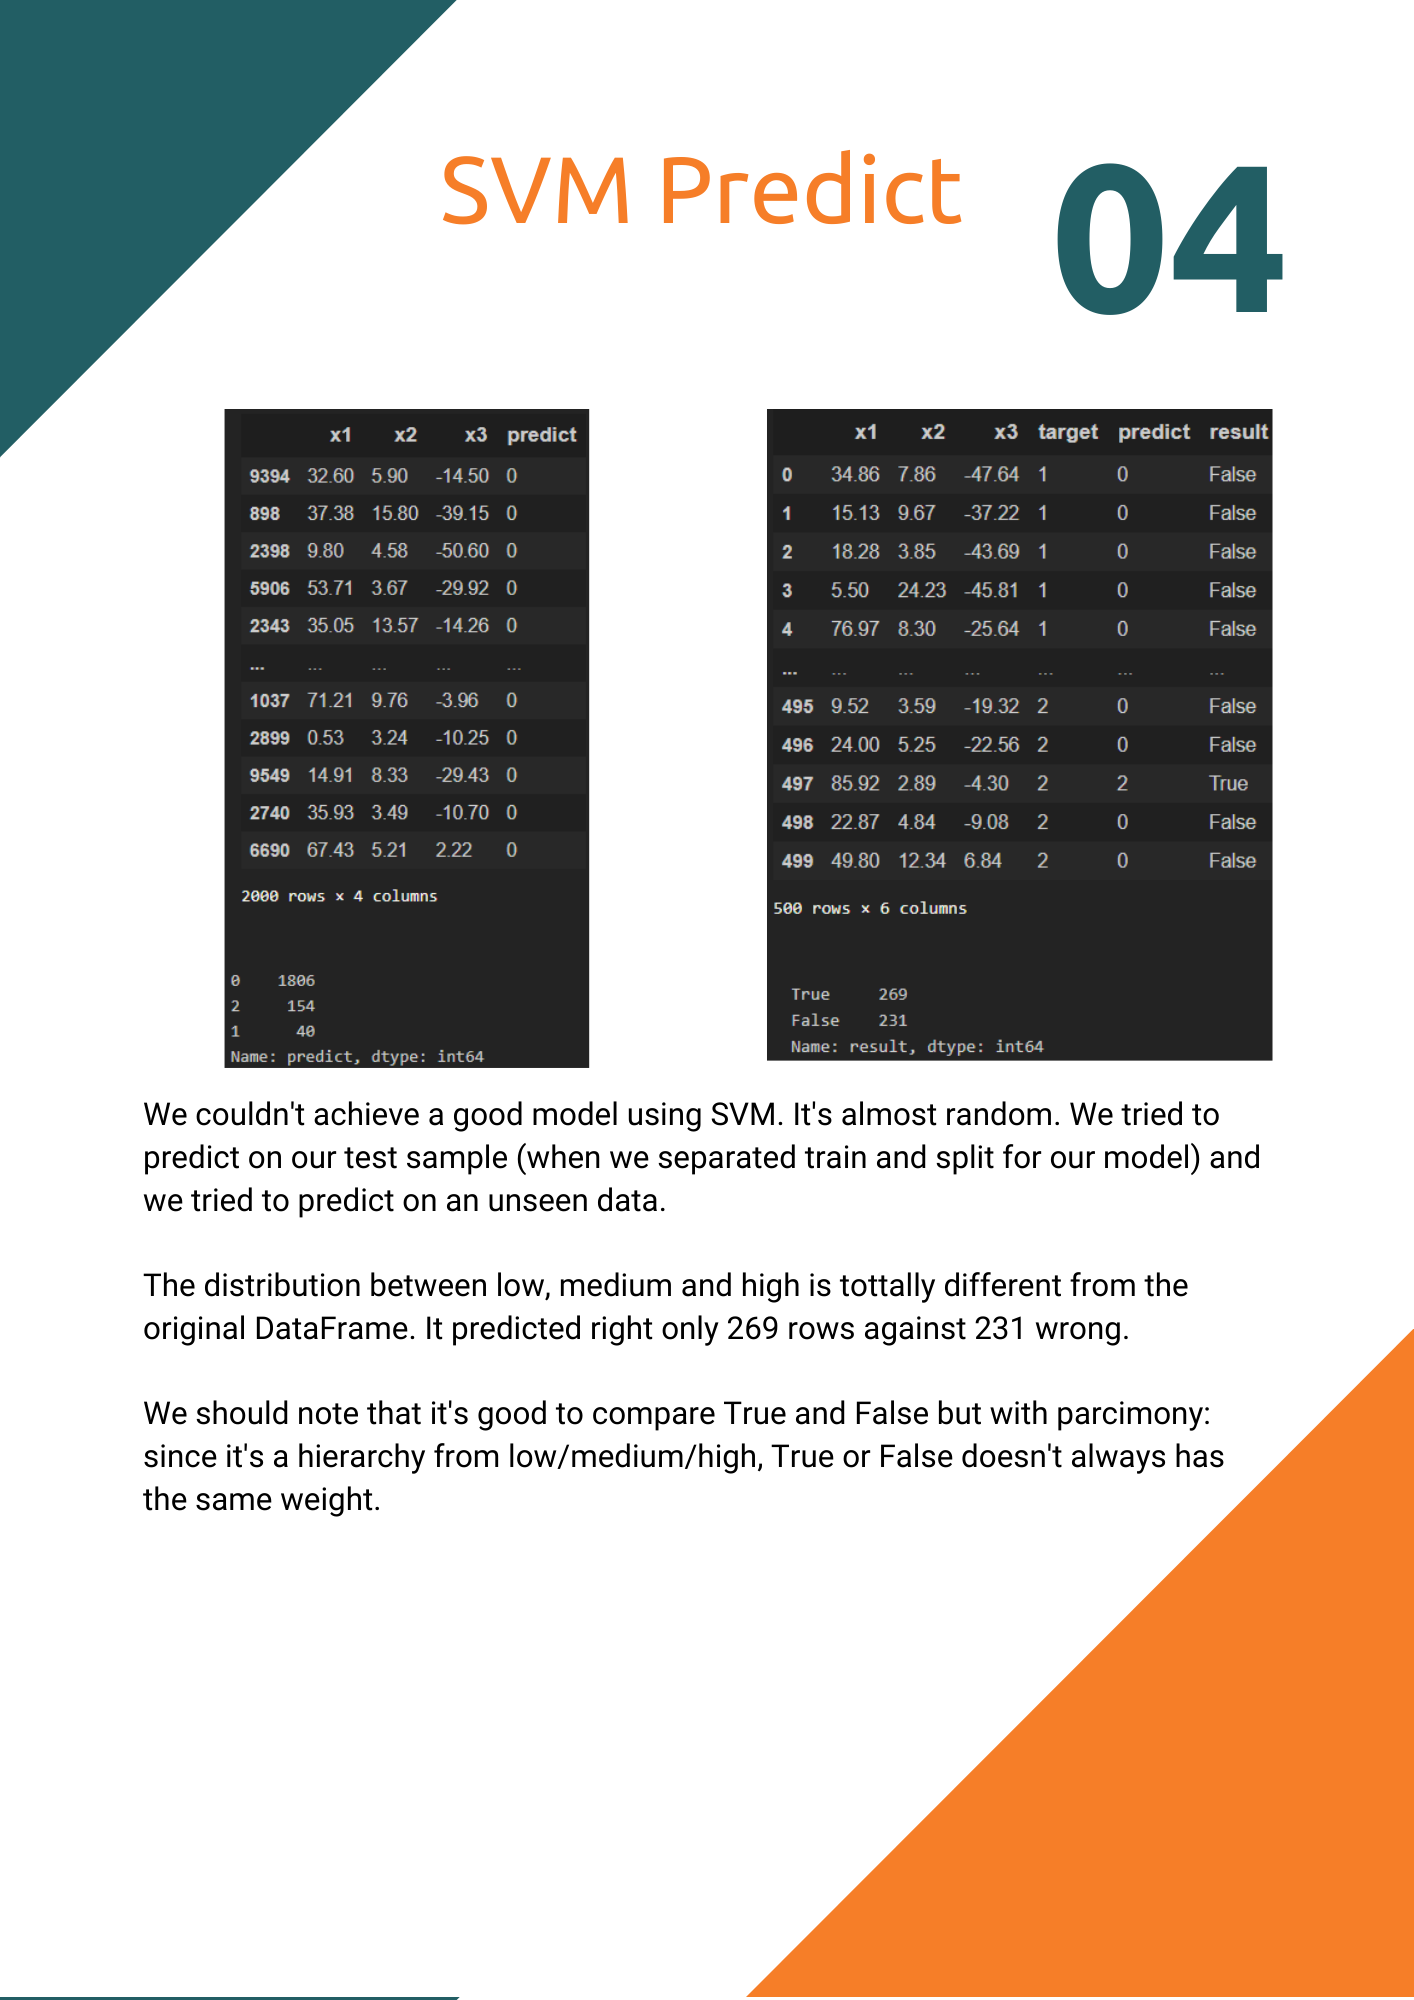 SVM Predict
04
x1 x2 x3 predict
9394 32.60 5.90 -14.50 0
898 37.38 15.80 -39.15 0
2398 9.80 4.58 -50.60 0
5906 53.71 3.67 -29.92 0
2343 35.05 13.57 -14.26 0
... ... ... ... ...
1037 71.21 9.76 -3.96 0
2899 0.53 3.24 -10.25 0
9549 14.91 8.33 -29.43 0
2740 35.93 3.49 -10.70 0
6690 67.43 5.21 2.22 0
2000 rows × 4 columns
0 1806
2 154
1 40
Name: predict, dtype: int64
x1 x2 x3 target predict result
0 34.86 7.86 -47.64 1 0 False
1 15.13 9.67 -37.22 1 0 False
2 18.28 3.85 -43.69 1 0 False
3 5.50 24.23 -45.81 1 0 False
4 76.97 8.30 -25.64 1 0 False
... ... ... ... ... ... ...
495 9.52 3.59 -19.32 2 0 False
496 24.00 5.25 -22.56 2 0 False
497 85.92 2.89 -4.30 2 2 True
498 22.87 4.84 -9.08 2 0 False
499 49.80 12.34 6.84 2 0 False
500 rows × 6 columns
True 269
False 231
Name: result, dtype: int64
We couldn't achieve a good model using SVM. It's almost random. We tried to
predict on our test sample (when we separated train and split for our model) and
we tried to predict on an unseen data.
The distribution between low, medium and high is tottally different from the
original DataFrame. It predicted right only 269 rows against 231 wrong.
We should note that it's good to compare True and False but with parcimony:
since it's a hierarchy from low/medium/high, True or False doesn't always has
the same weight.